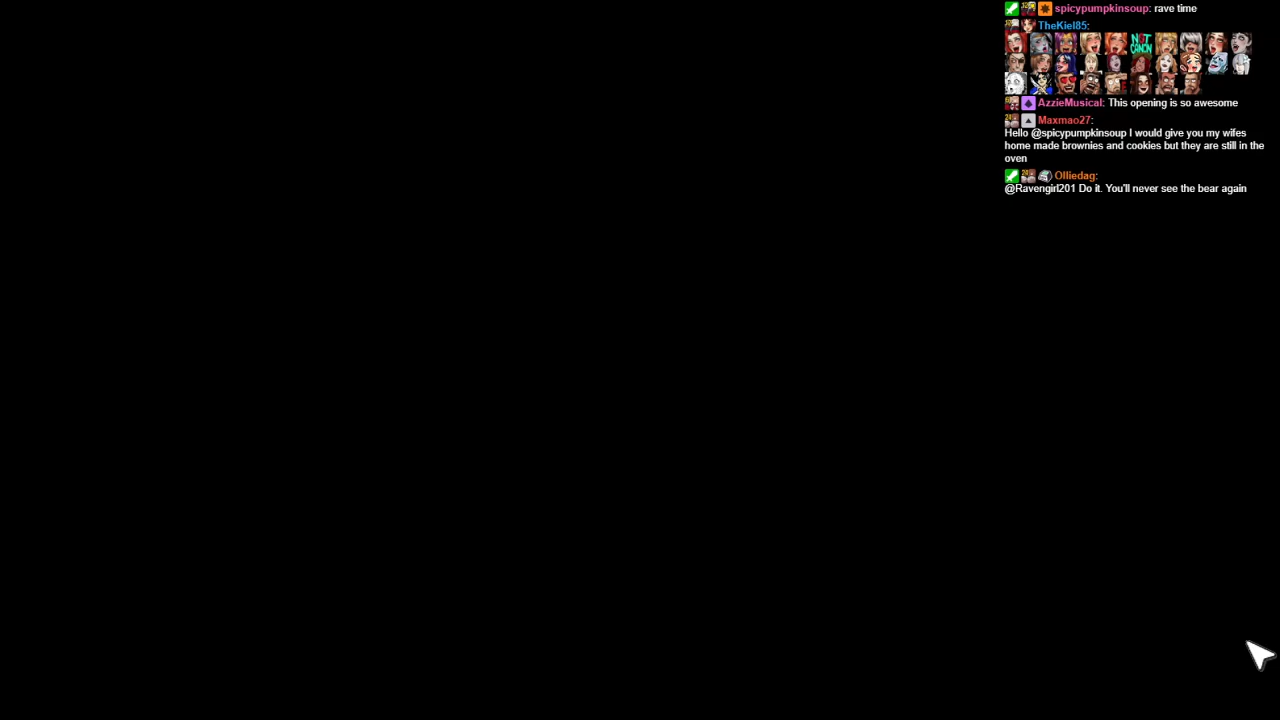 spicypumpkinsoup: rave time
TheKiel85:
NOT
CANON
AzzieMusical: This opening is so awesome
Maxmao27:
Hello @spicypumpkinsoup I would give you my wifes
home made brownies and cookies but they are still in the
oven
Olliedag:
@Ravengirl201 Do it. You'll never see the bear again